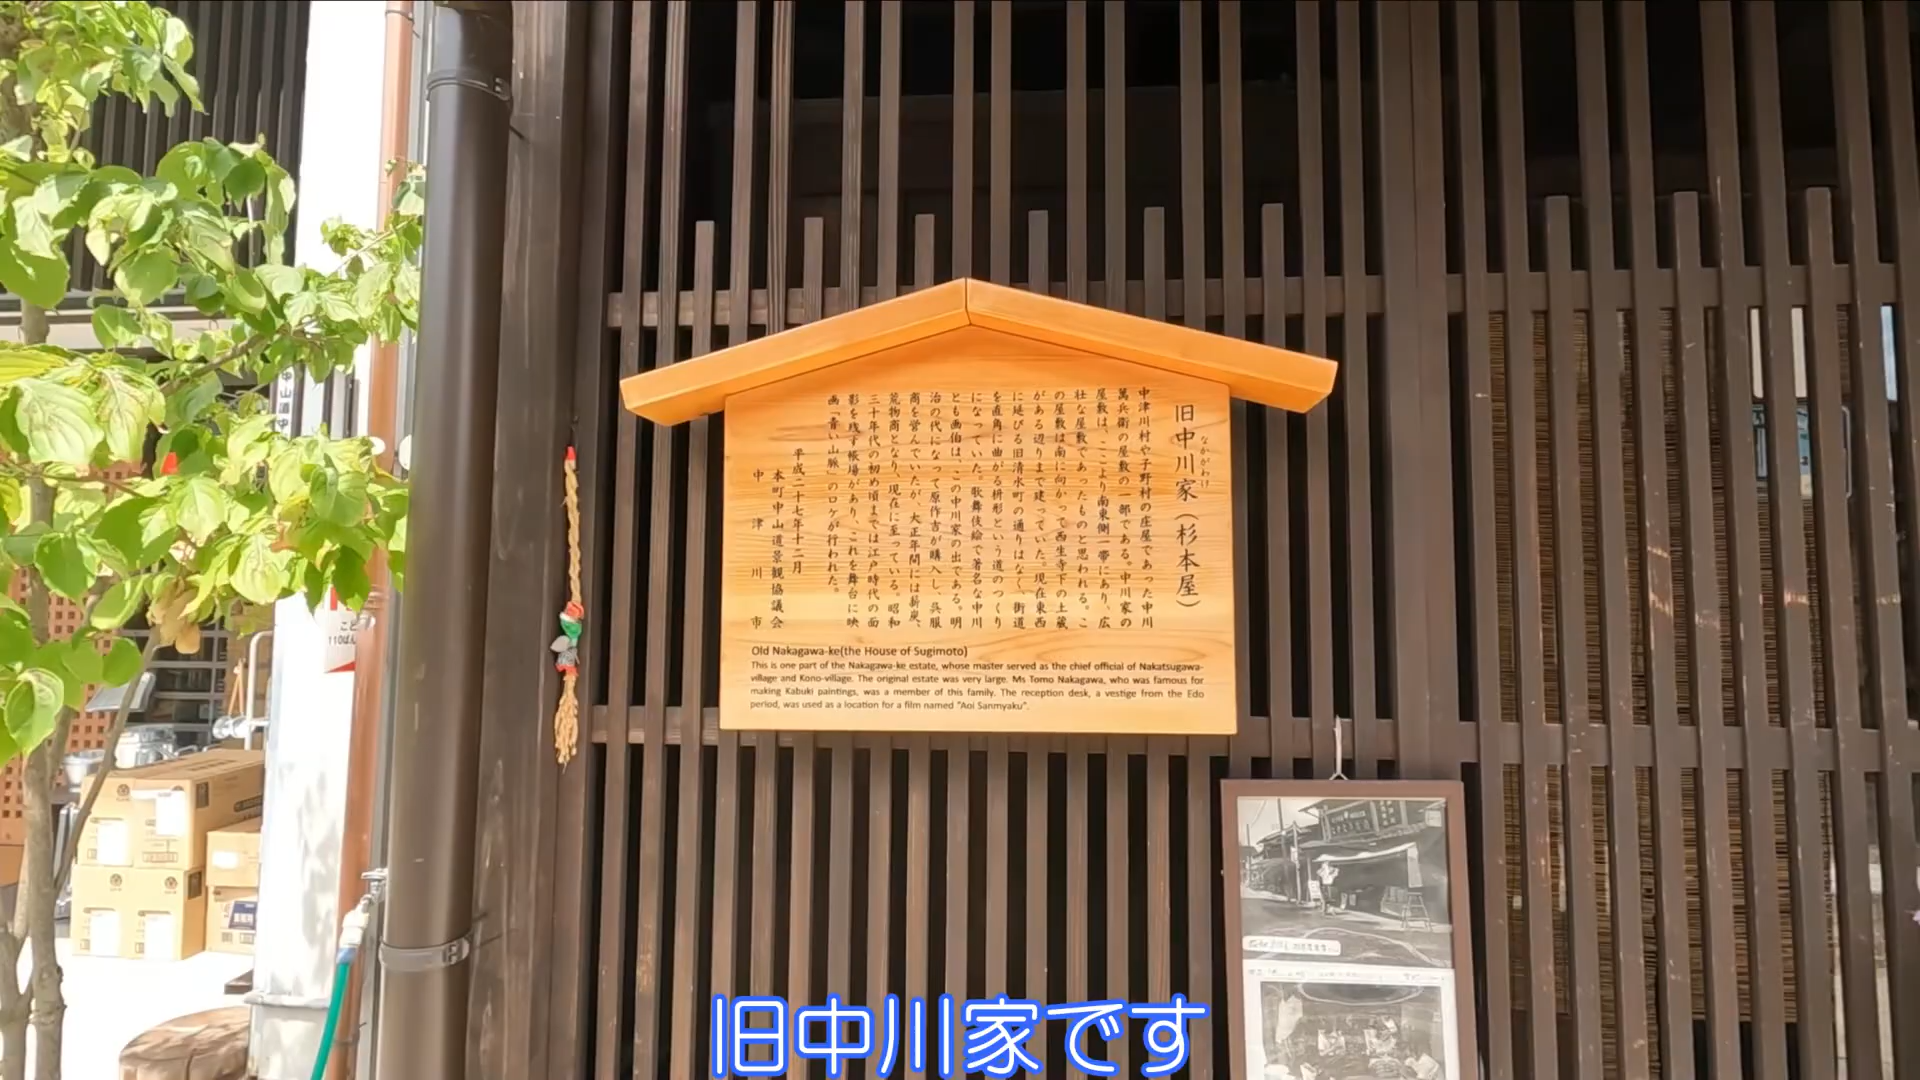 旧中川家(杉本屋)
なかがわけ
中津川村や子野村の庄屋であった中川
萬兵衛の屋敷の一部である。中川家の
屋敷は、ここより南東側一帯にあり、広
壮な屋敷であったものと思われる。こ
の屋敷は南に向かって西生寺下の土蔵
がある辺りまで建っていた。現在東西
に延びる旧清水町の通りはなく、街道
を直角に曲がる枡形という道のつくり
になっていた。歌舞伎絵で著名な中川
とも画伯は、この中川家の出である。明
治の代になって原作吉が購入し、呉服
商を営んでいたが、大正年間には薪炭、
荒物商となり、現在に至っている。昭和
三十年代の初め頃までは江戸時代の面
影を残す帳場があり、これを舞台に映
画「青い山脈」のロケが行われた。
平成二十七年十二月
本町中山道景観協議会
中津川市
Old Nakagawa-ke(the House of Sugimoto)
This is one part of the Nakagawa-ke estate, whose master served as the chief official of Nakatsugawa-
village and Kono-village. The original estate was very large. Ms Tomo Nakagawa, who was famous for
making Kabuki paintings, was a member of this family. The reception desk, a vestige from the Edo
period, was used as a location for a film named "Aoi Sanmyaku".
中山道中
こど
110ばん
旧中川家です